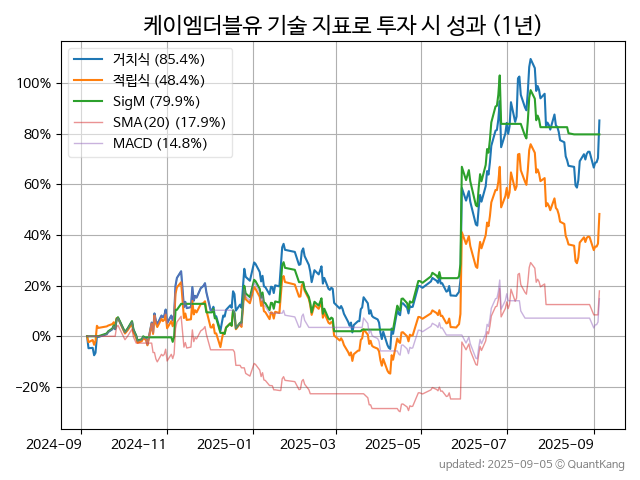 케이엠더블유 기술 지표로 투자 시 성과 (1년)
거치식 (85.4%)
적립식 (48.4%)
SigM (79.9%)
SMA(20) (17.9%)
MACD (14.8%)
100%
80%
60%
40%
20%
0%
−20%
2024-09
2024-11
2025-01
2025-03
2025-05
2025-07
2025-09
updated: 2025-09-05 © QuantKang